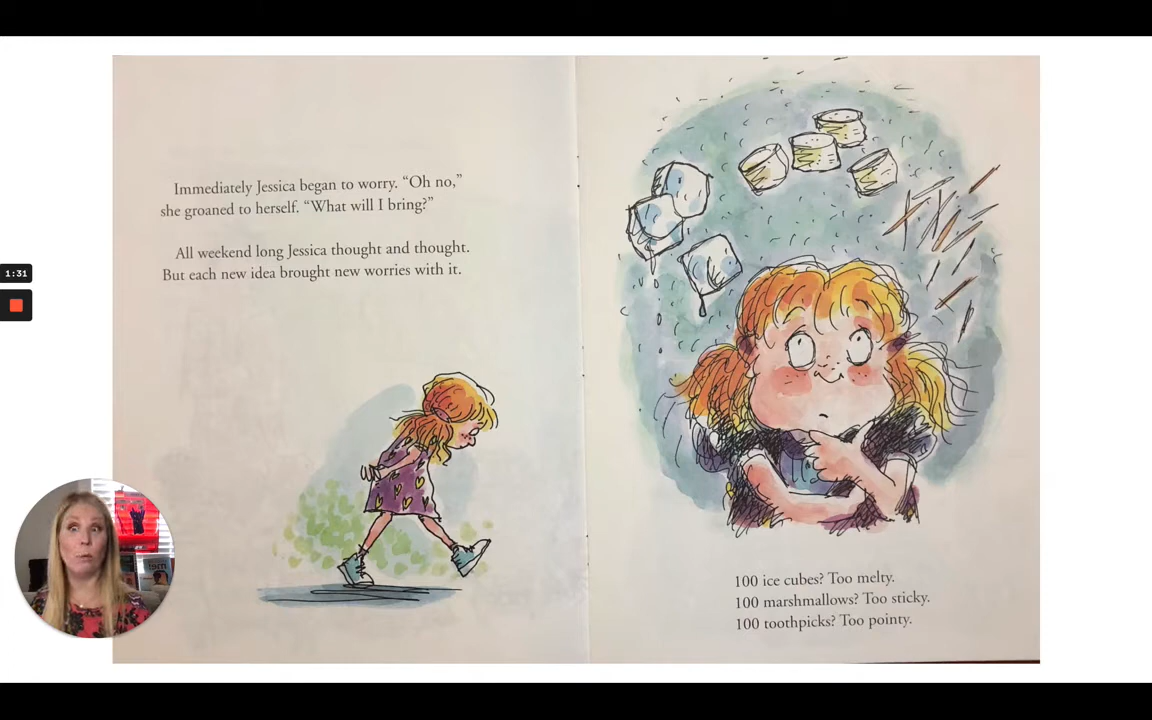 1:31
Immediately Jessica began to worry. “Oh no,”
she groaned to herself. “What will I bring?”
All weekend long Jessica thought and thought.
But each new idea brought new worries with it.
100 ice cubes? Too melty.
100 marshmallows? Too sticky.
100 toothpicks? Too pointy.